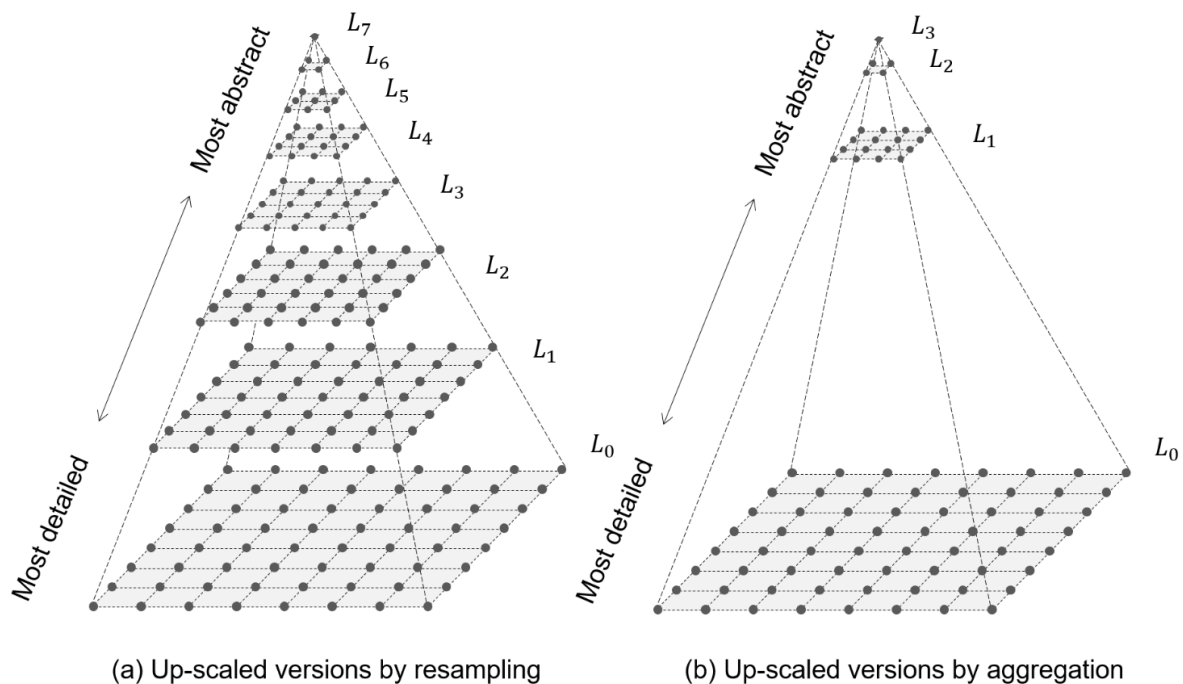 L₇
L₆
L₅
L₄
L₃
L₂
L₁
L₀
Most abstract
Most detailed
(a) Up-scaled versions by resampling
L₃
L₂
L₁
L₀
Most abstract
Most detailed
(b) Up-scaled versions by aggregation